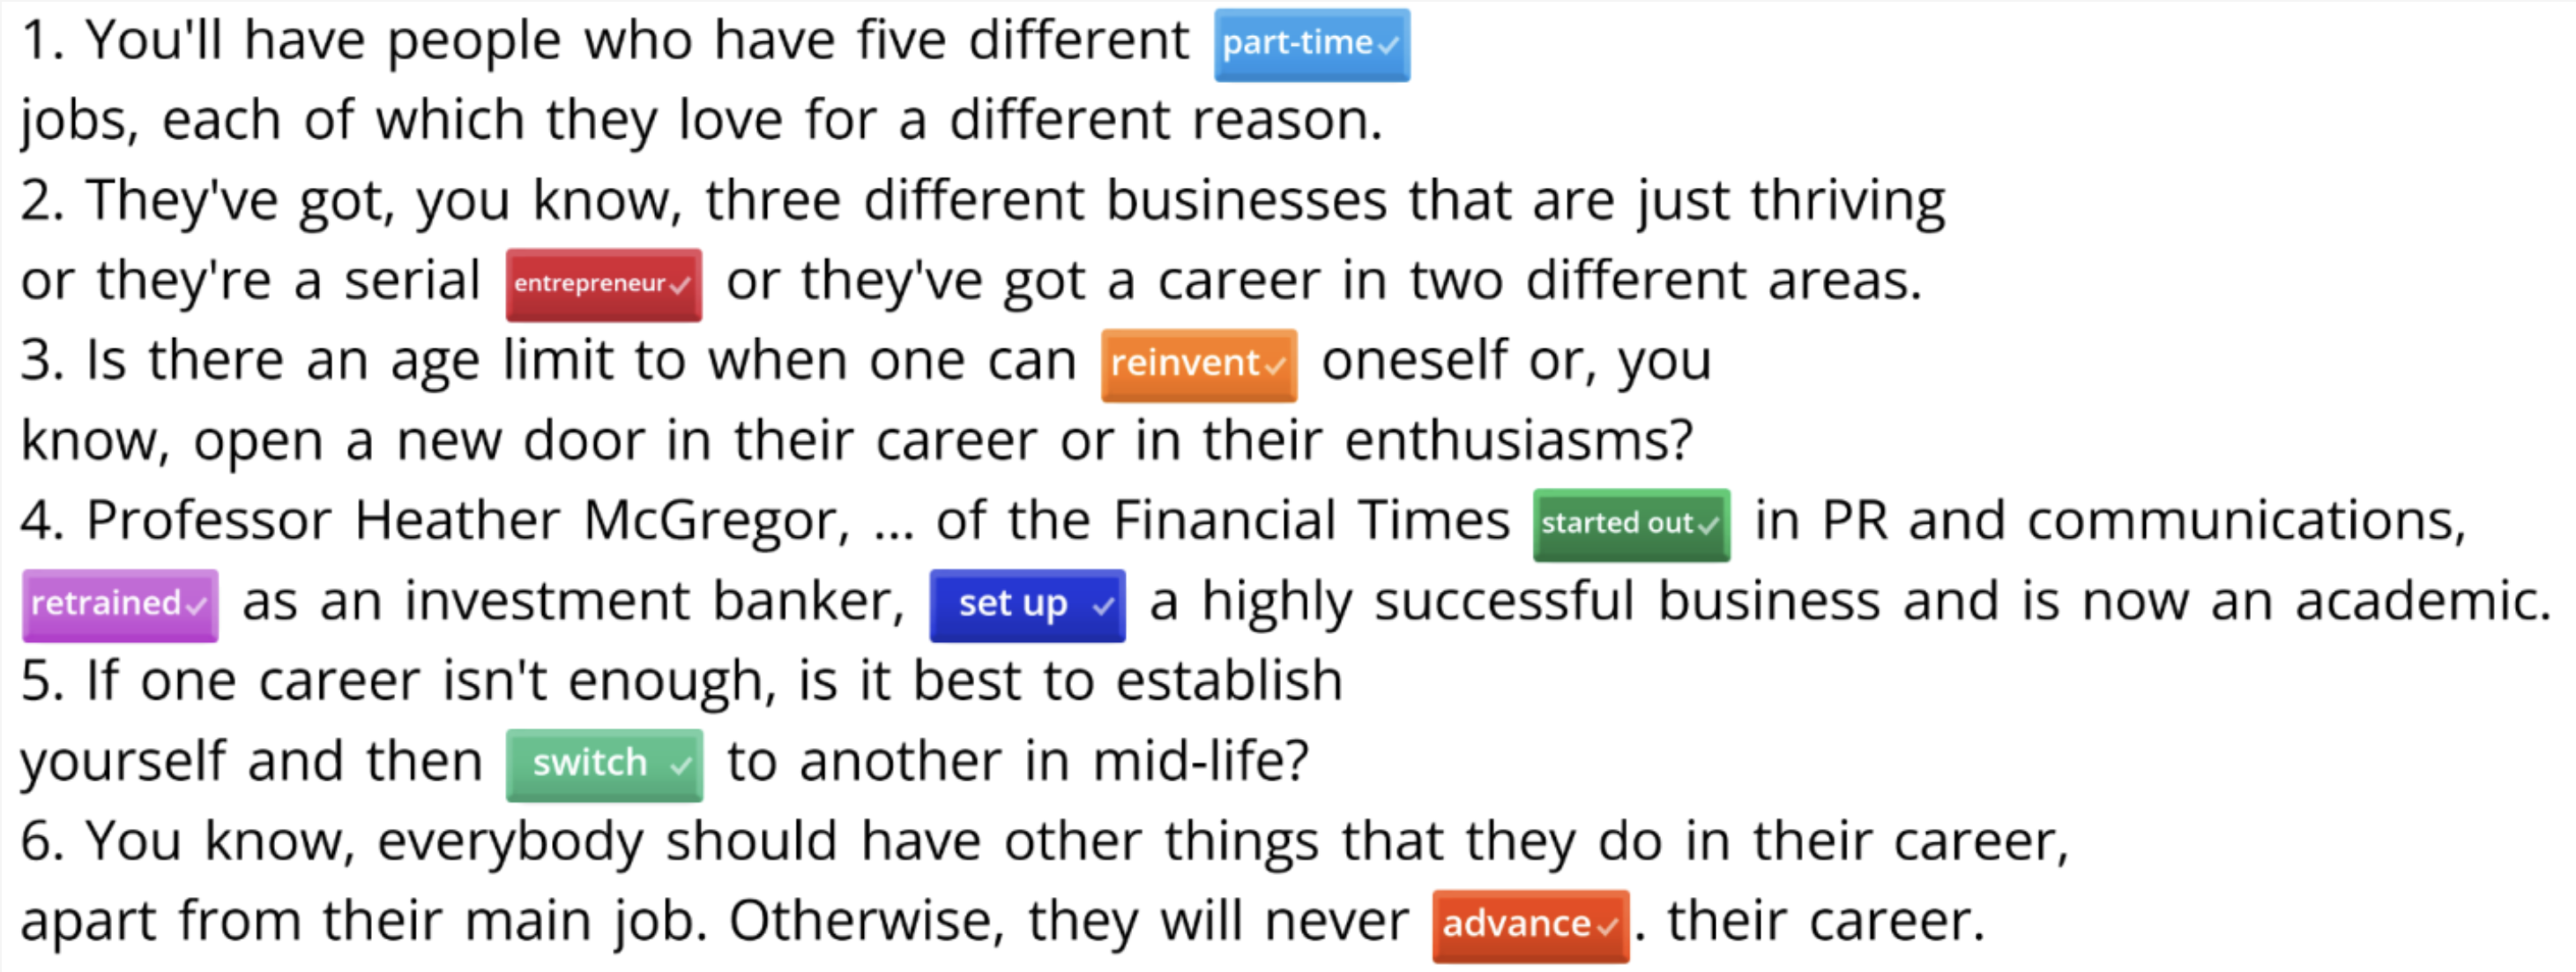 1. You'll have people who have five different part-time✓
jobs, each of which they love for a different reason.
2. They've got, you know, three different businesses that are just thriving
or they're a serial entrepreneur✓ or they've got a career in two different areas.
3. Is there an age limit to when one can reinvent✓ oneself or, you
know, open a new door in their career or in their enthusiasms?
4. Professor Heather McGregor, ... of the Financial Times started out✓ in PR and communications,
retrained✓ as an investment banker, set up ✓ a highly successful business and is now an academic.
5. If one career isn't enough, is it best to establish
yourself and then switch ✓ to another in mid-life?
6. You know, everybody should have other things that they do in their career,
apart from their main job. Otherwise, they will never advance✓. their career.